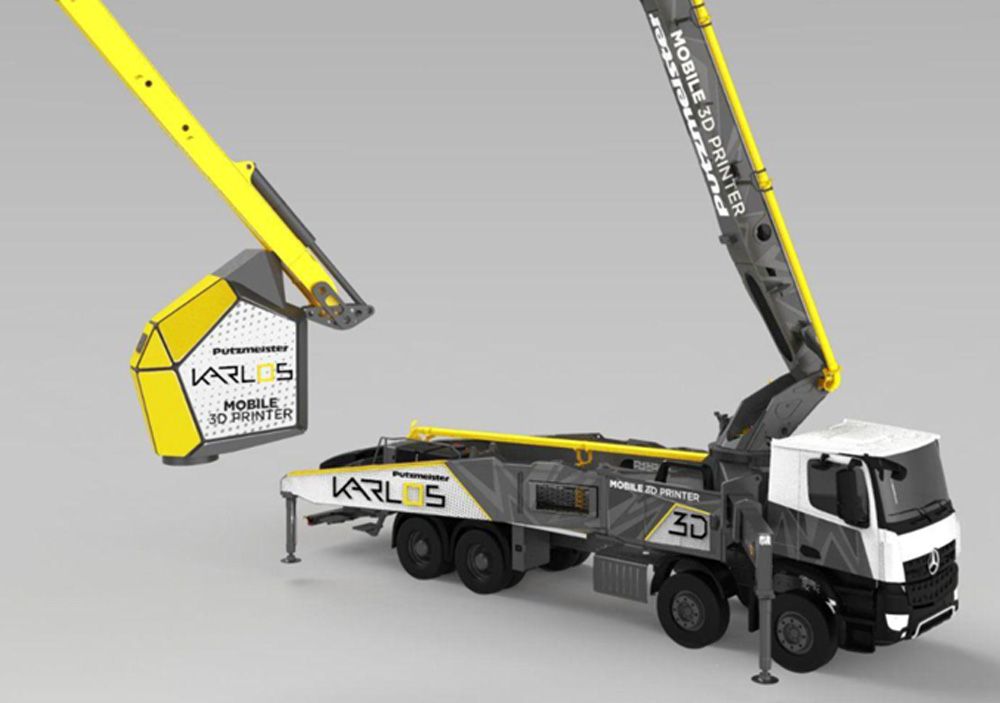 MOBILE 3D PRINTER
Putzmeister
Putzmeister
KARLOS
MOBILE
3D PRINTER
Putzmeister
KARLOS
MOBILE 3D PRINTER
3D